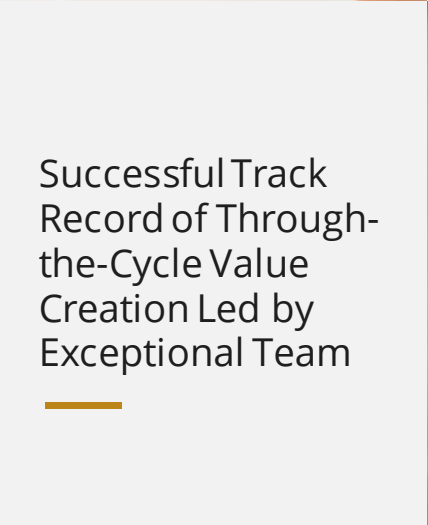 Successful Track
Record of Through-
the-Cycle Value
Creation Led by
Exceptional Team